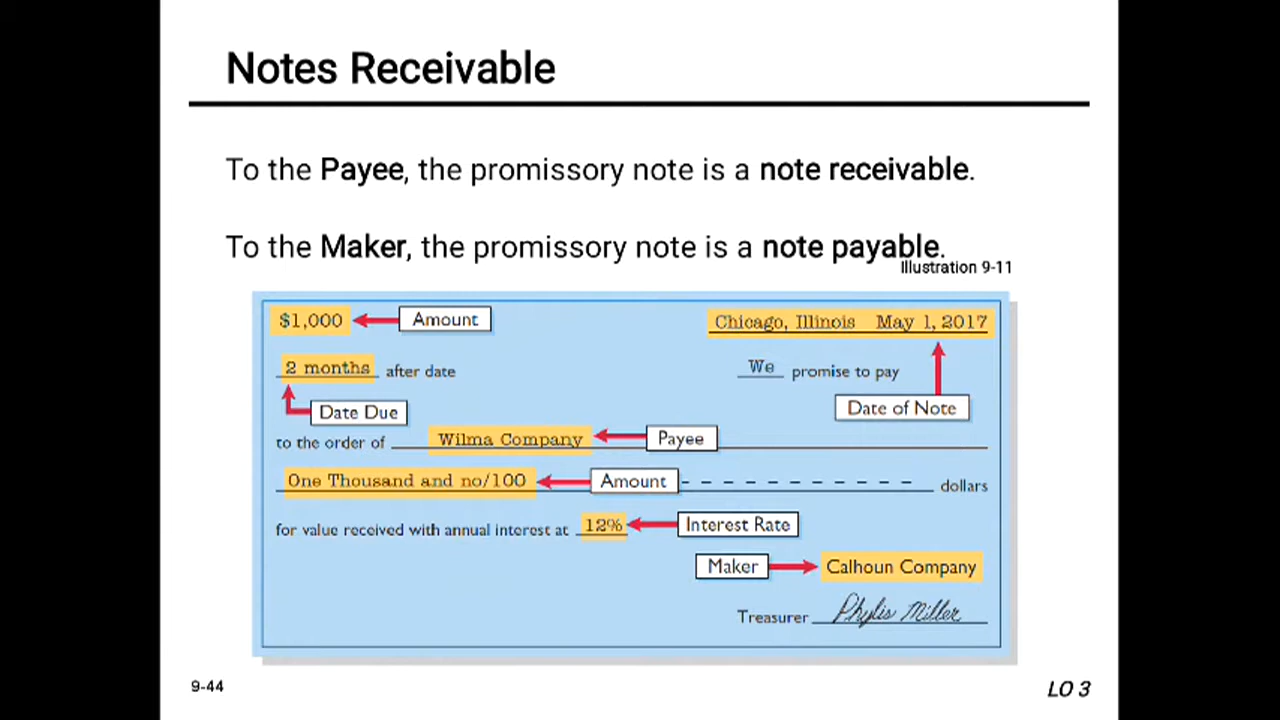 Notes Receivable
To the Payee, the promissory note is a note receivable.
To the Maker, the promissory note is a note payable.
Illustration 9-11
$1,000 Amount Chicago, Illinois May 1, 2017
2 months after date We promise to pay
Date Due Date of Note
to the order of Wilma Company Payee
One Thousand and no/100 Amount dollars
for value received with annual interest at 12% Interest Rate
Maker Calhoun Company
Treasurer Phylis Miller
9-44 LO 3